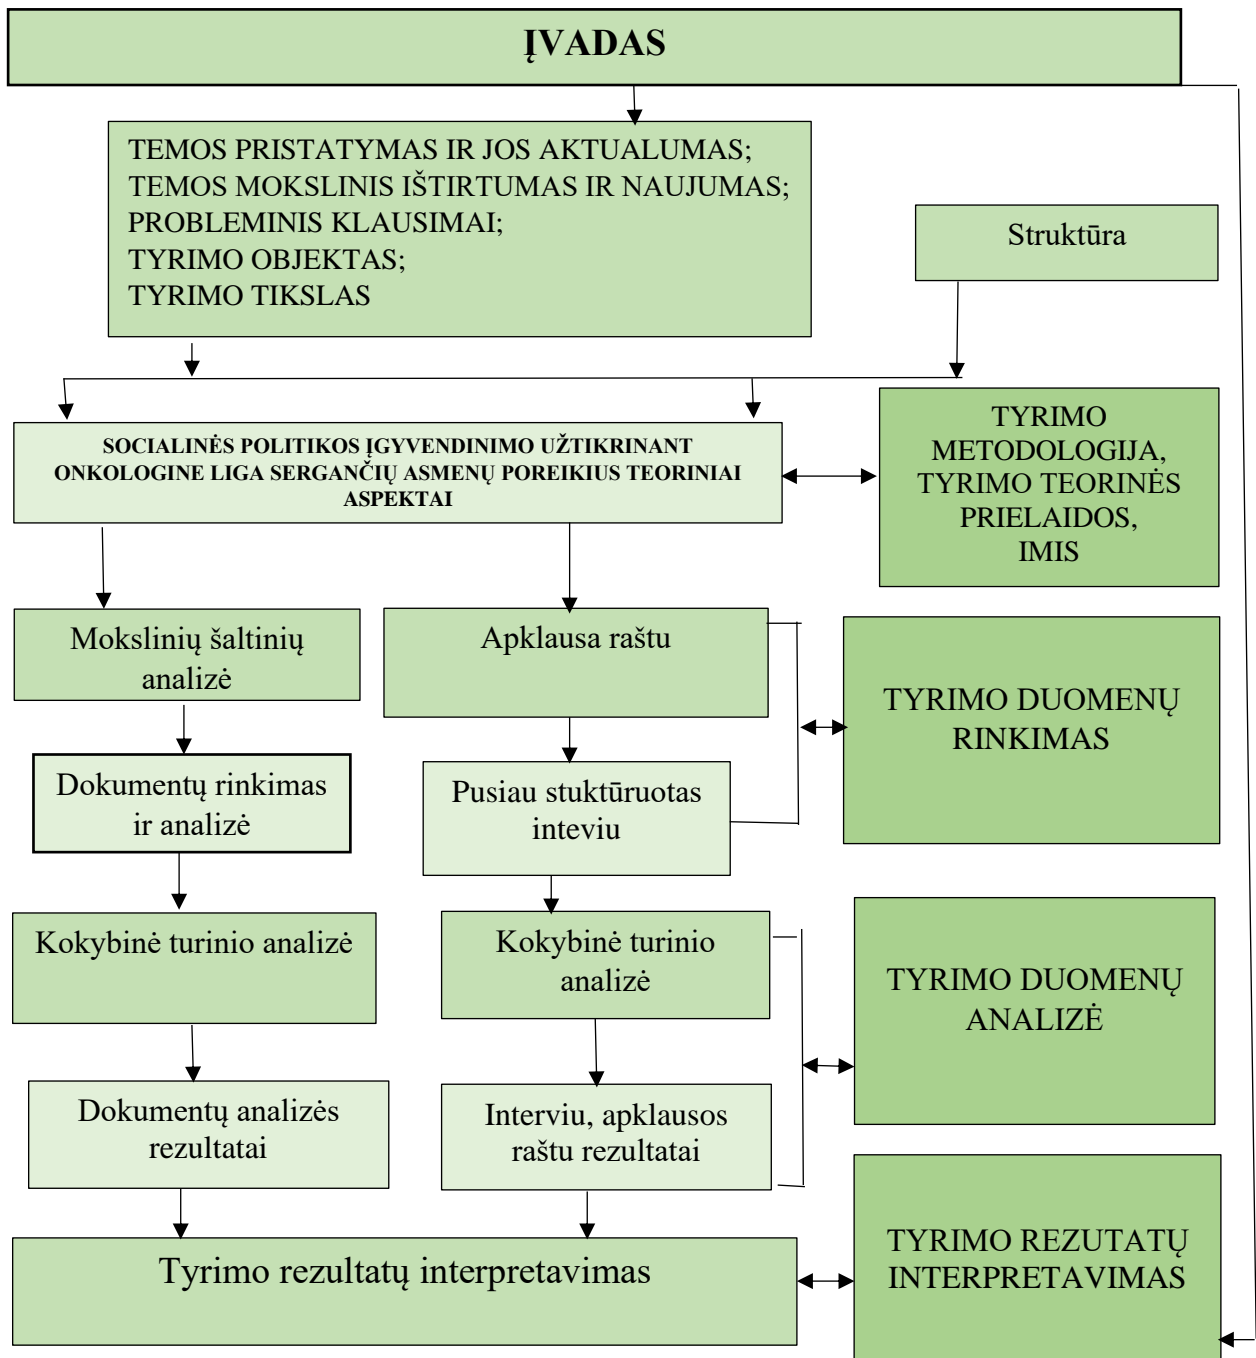 ĮVADAS
TEMOS PRISTATYMAS IR JOS AKTUALUMAS;
TEMOS MOKSLINIS IŠTIRTUMAS IR NAUJUMAS;
PROBLEMINIS KLAUSIMAI;
TYRIMO OBJEKTAS;
TYRIMO TIKSLAS
Struktūra
SOCIALINĖS POLITIKOS ĮGYVENDINIMO UŽTIKRINANT
ONKOLOGINE LIGA SERGANČIŲ ASMENŲ POREIKIUS TEORINIAI
ASPEKTAI
TYRIMO
METODOLOGIJA,
TYRIMO TEORINĖS
PRIELAIDOS,
IMIS
Mokslinių šaltinių
analizė
Apklausa raštu
TYRIMO DUOMENŲ
RINKIMAS
Dokumentų rinkimas
ir analizė
Pusiau stuktūruotas
inteviu
Kokybinė turinio analizė
Kokybinė turinio
analizė
TYRIMO DUOMENŲ
ANALIZĖ
Dokumentų analizės
rezultatai
Interviu, apklausos
raštu rezultatai
Tyrimo rezultatų interpretavimas
TYRIMO REZUTATŲ
INTERPRETAVIMAS